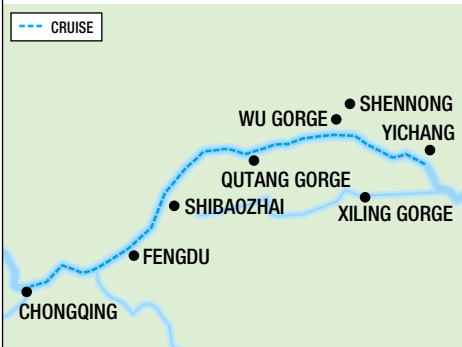 CRUISE
SHENNONG
WU GORGE
YICHANG
QUTANG GORGE
SHIBAOZHAI
XILING GORGE
FENGDU
CHONGQING